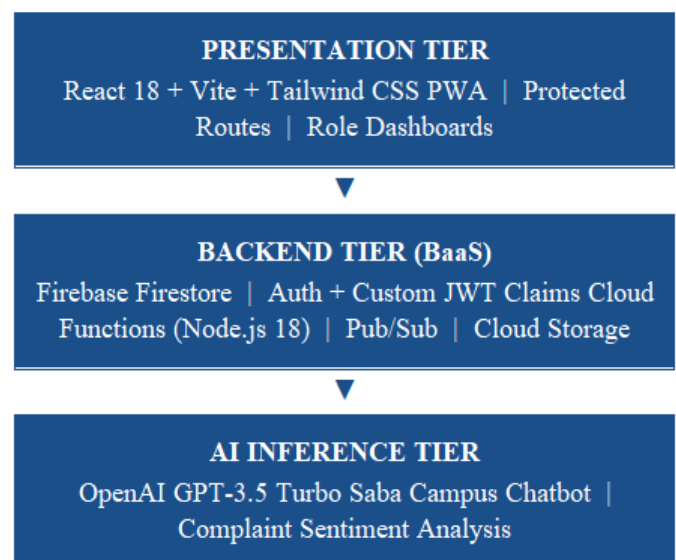 PRESENTATION TIER
React 18 + Vite + Tailwind CSS PWA | Protected
Routes | Role Dashboards
BACKEND TIER (BaaS)
Firebase Firestore | Auth + Custom JWT Claims Cloud
Functions (Node.js 18) | Pub/Sub | Cloud Storage
AI INFERENCE TIER
OpenAI GPT-3.5 Turbo Saba Campus Chatbot |
Complaint Sentiment Analysis